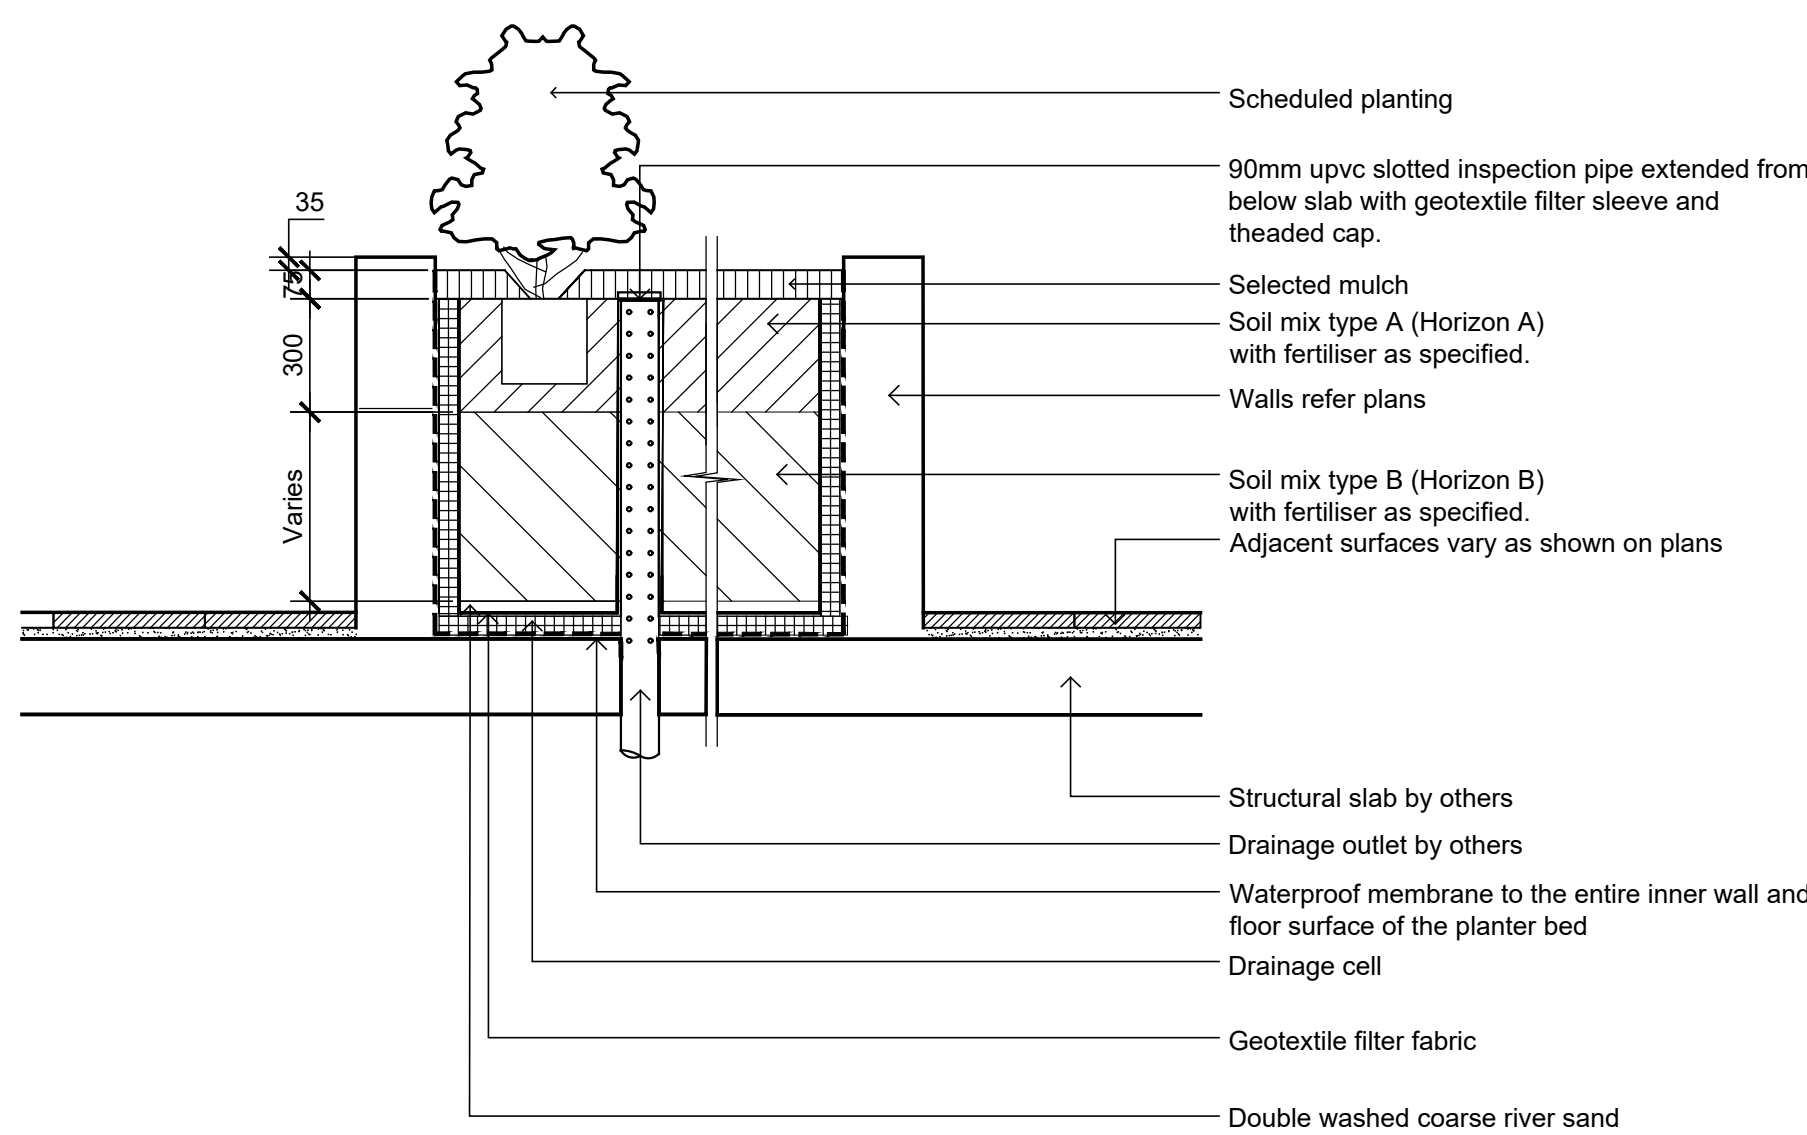 Scheduled planting
90mm upvc slotted inspection pipe extended from
below slab with geotextile filter sleeve and
theaded cap.
35
75
Selected mulch
Soil mix type A (Horizon A)
with fertiliser as specified.
300
Walls refer plans
Soil mix type B (Horizon B)
with fertiliser as specified.
Varies
Adjacent surfaces vary as shown on plans
Structural slab by others
Drainage outlet by others
Waterproof membrane to the entire inner wall and
floor surface of the planter bed
Drainage cell
Geotextile filter fabric
Double washed coarse river sand